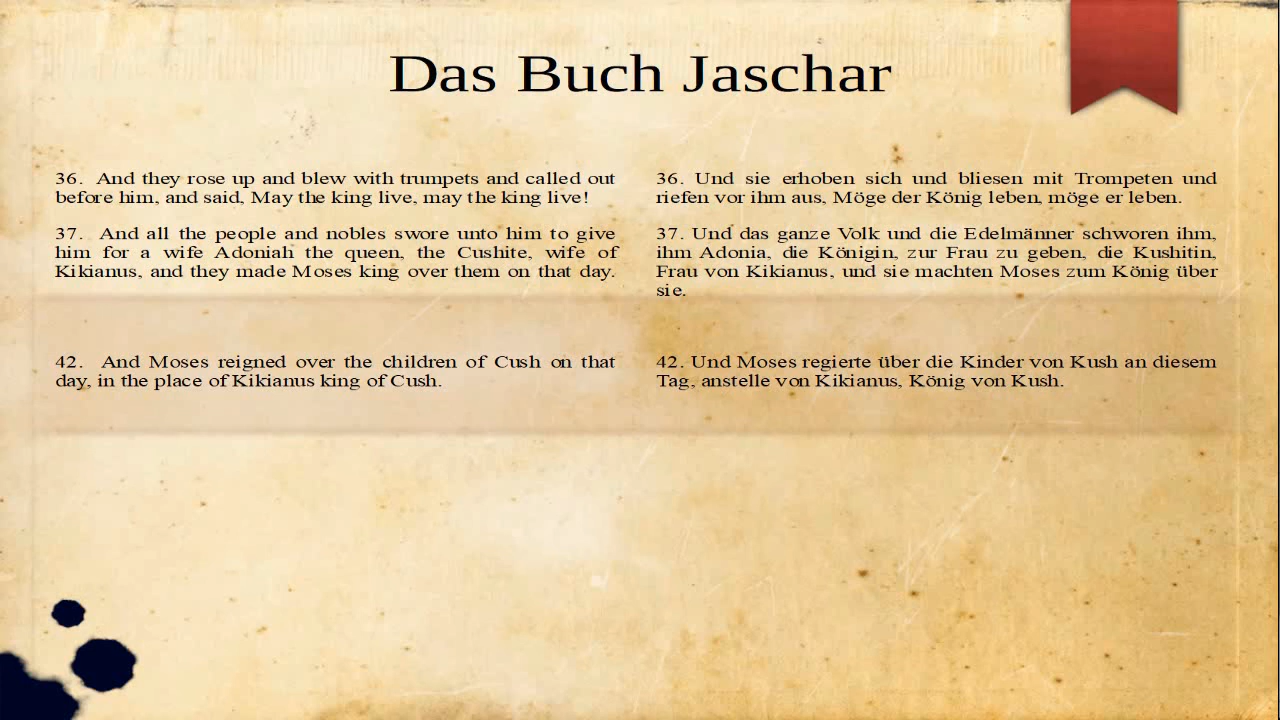 Das Buch Jaschar
36. And they rose up and blew with trumpets and called out
before him, and said, May the king live, may the king live!
37. And all the people and nobles swore unto him to give
him for a wife Adoniah the queen, the Cushite, wife of
Kikianus, and they made Moses king over them on that day.
42. And Moses reigned over the children of Cush on that
day, in the place of Kikianus king of Cush.
36. Und sie erhoben sich und bliesen mit Trompeten und
riefen vor ihm aus, Möge der König leben, möge er leben.
37. Und das ganze Volk und die Edelmänner schworen ihm,
ihm Adonia, die Königin, zur Frau zu geben, die Kushitin,
Frau von Kikianus, und sie machten Moses zum König über
sie.
42. Und Moses regierte über die Kinder von Kush an diesem
Tag, anstelle von Kikianus, König von Kush.